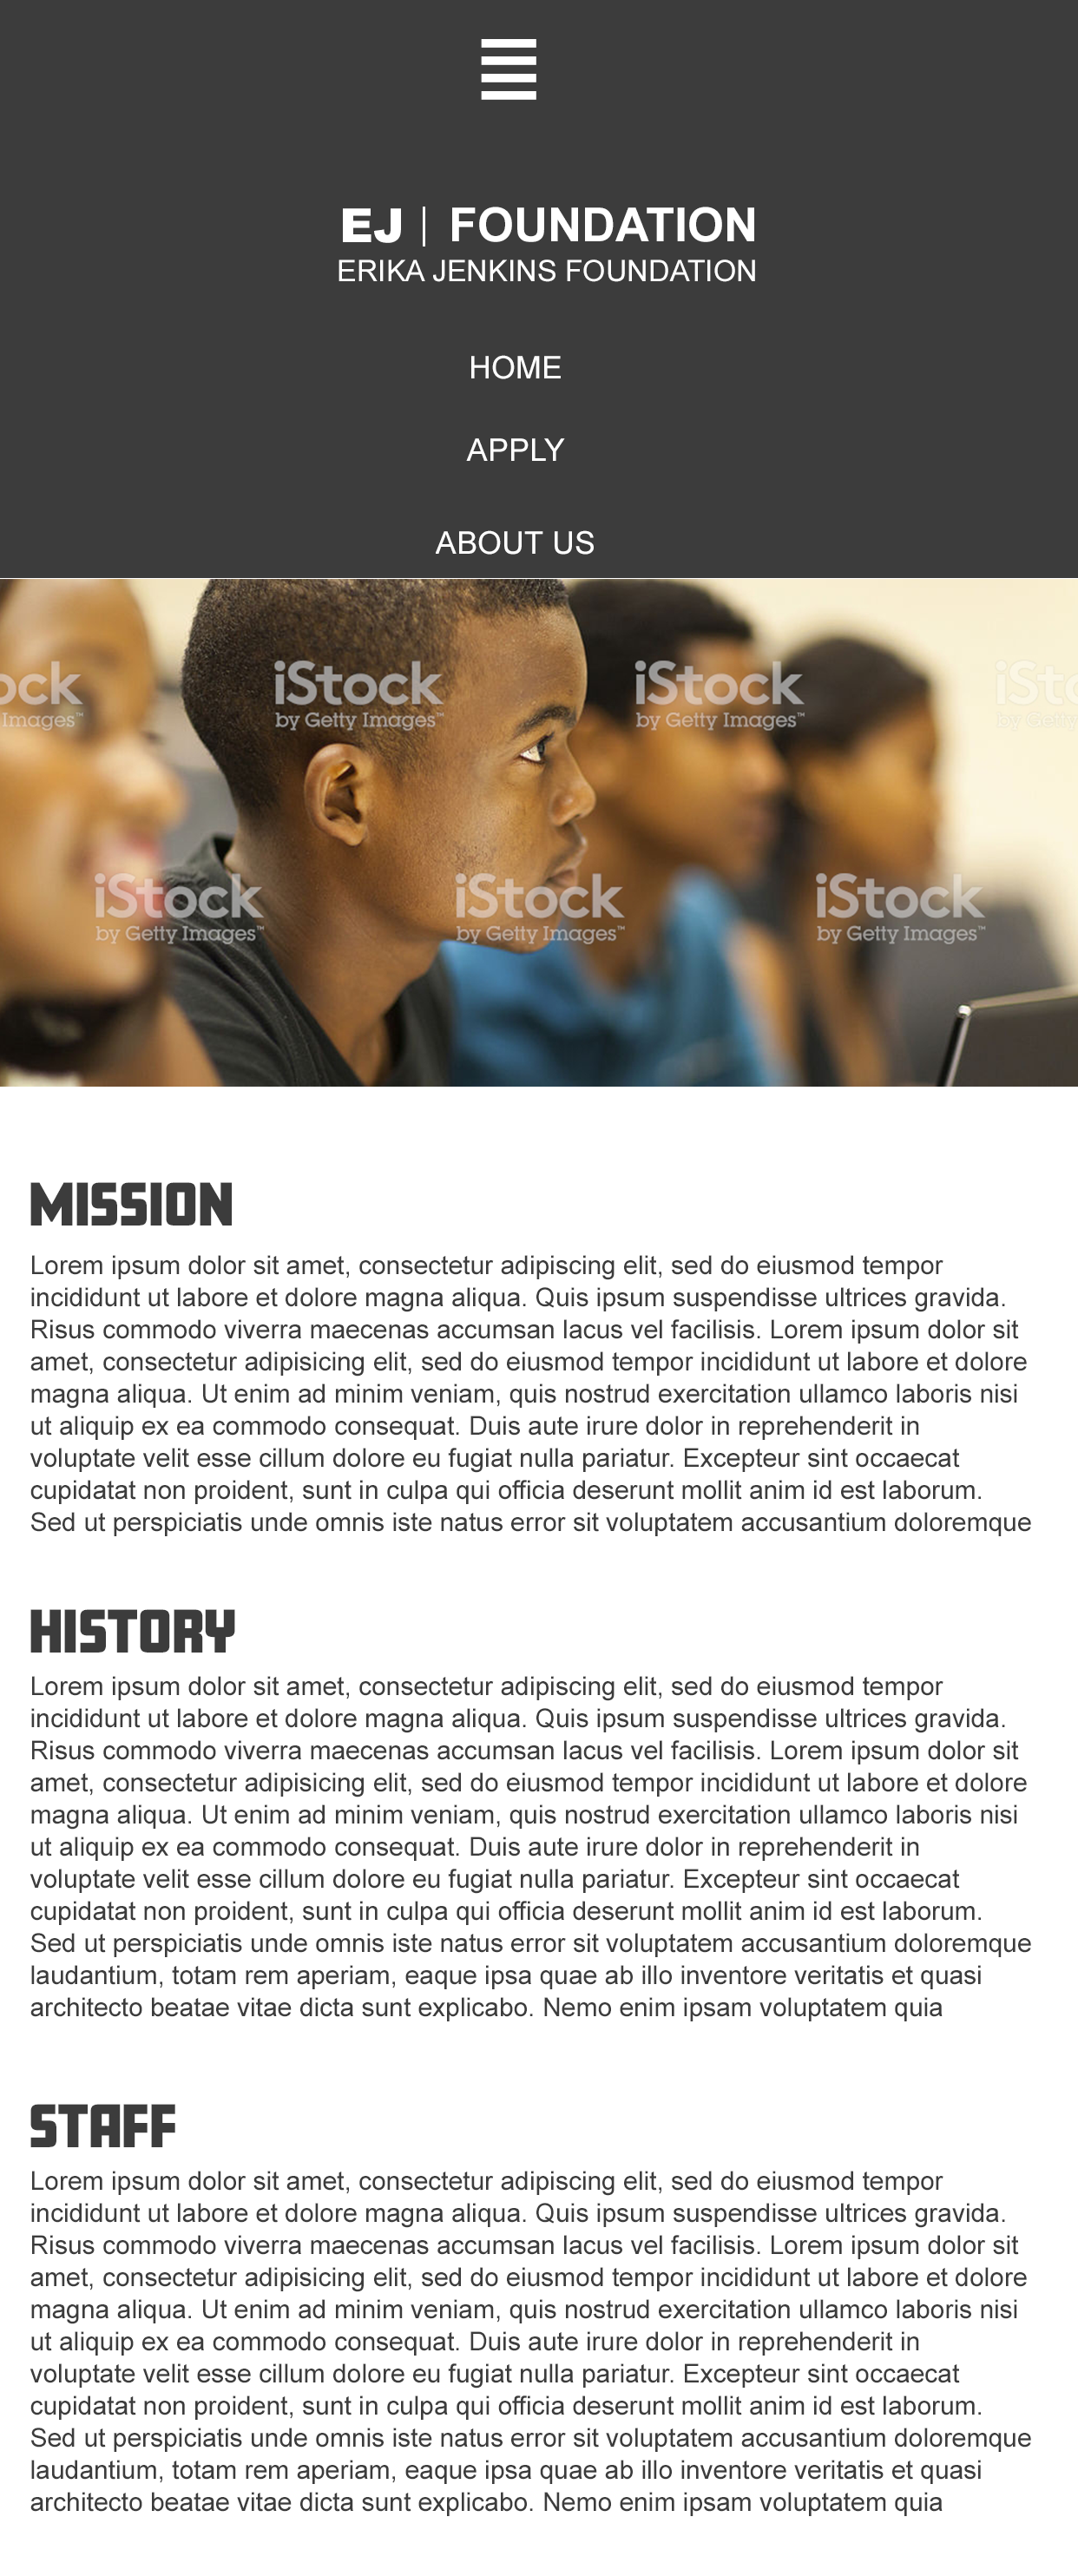 EJ | FOUNDATION
ERIKA JENKINS FOUNDATION
HOME
APPLY
ABOUT US
ock iStock iStock iSto
Images™ by Getty Images™ by Getty Images™ by Getty
iStock iStock iStock
by Getty Images™ by Getty Images™ by Getty Images™
MISSION
Lorem ipsum dolor sit amet, consectetur adipiscing elit, sed do eiusmod tempor
incididunt ut labore et dolore magna aliqua. Quis ipsum suspendisse ultrices gravida.
Risus commodo viverra maecenas accumsan lacus vel facilisis. Lorem ipsum dolor sit
amet, consectetur adipisicing elit, sed do eiusmod tempor incididunt ut labore et dolore
magna aliqua. Ut enim ad minim veniam, quis nostrud exercitation ullamco laboris nisi
ut aliquip ex ea commodo consequat. Duis aute irure dolor in reprehenderit in
voluptate velit esse cillum dolore eu fugiat nulla pariatur. Excepteur sint occaecat
cupidatat non proident, sunt in culpa qui officia deserunt mollit anim id est laborum.
Sed ut perspiciatis unde omnis iste natus error sit voluptatem accusantium doloremque
HISTORY
Lorem ipsum dolor sit amet, consectetur adipiscing elit, sed do eiusmod tempor
incididunt ut labore et dolore magna aliqua. Quis ipsum suspendisse ultrices gravida.
Risus commodo viverra maecenas accumsan lacus vel facilisis. Lorem ipsum dolor sit
amet, consectetur adipisicing elit, sed do eiusmod tempor incididunt ut labore et dolore
magna aliqua. Ut enim ad minim veniam, quis nostrud exercitation ullamco laboris nisi
ut aliquip ex ea commodo consequat. Duis aute irure dolor in reprehenderit in
voluptate velit esse cillum dolore eu fugiat nulla pariatur. Excepteur sint occaecat
cupidatat non proident, sunt in culpa qui officia deserunt mollit anim id est laborum.
Sed ut perspiciatis unde omnis iste natus error sit voluptatem accusantium doloremque
laudantium, totam rem aperiam, eaque ipsa quae ab illo inventore veritatis et quasi
architecto beatae vitae dicta sunt explicabo. Nemo enim ipsam voluptatem quia
STAFF
Lorem ipsum dolor sit amet, consectetur adipiscing elit, sed do eiusmod tempor
incididunt ut labore et dolore magna aliqua. Quis ipsum suspendisse ultrices gravida.
Risus commodo viverra maecenas accumsan lacus vel facilisis. Lorem ipsum dolor sit
amet, consectetur adipisicing elit, sed do eiusmod tempor incididunt ut labore et dolore
magna aliqua. Ut enim ad minim veniam, quis nostrud exercitation ullamco laboris nisi
ut aliquip ex ea commodo consequat. Duis aute irure dolor in reprehenderit in
voluptate velit esse cillum dolore eu fugiat nulla pariatur. Excepteur sint occaecat
cupidatat non proident, sunt in culpa qui officia deserunt mollit anim id est laborum.
Sed ut perspiciatis unde omnis iste natus error sit voluptatem accusantium doloremque
laudantium, totam rem aperiam, eaque ipsa quae ab illo inventore veritatis et quasi
architecto beatae vitae dicta sunt explicabo. Nemo enim ipsam voluptatem quia